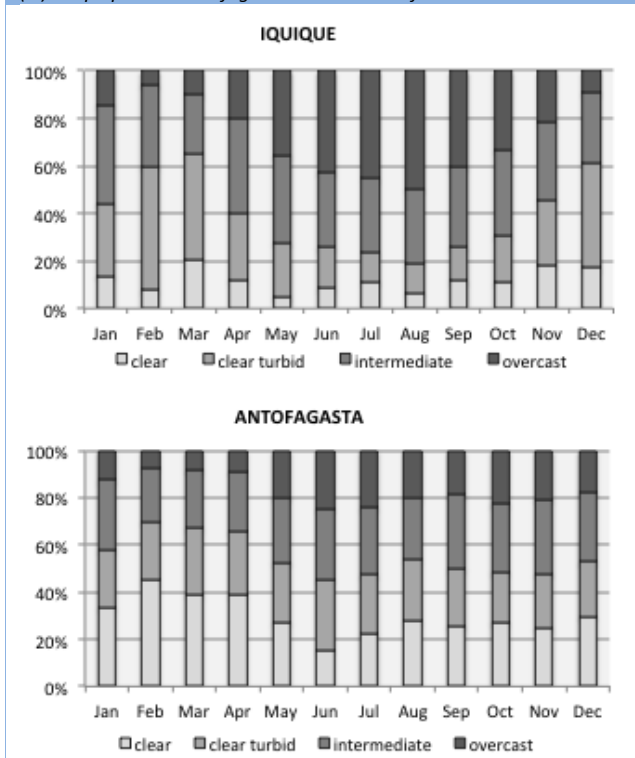 IQUIQUE
100%
80%
60%
40%
20%
0%
Jan Feb Mar Apr May Jun Jul Aug Sep Oct Nov Dec
clear clear turbid intermediate overcast
ANTOFAGASTA
100%
80%
60%
40%
20%
0%
Jan Feb Mar Apr May Jun Jul Aug Sep Oct Nov Dec
clear clear turbid intermediate overcast